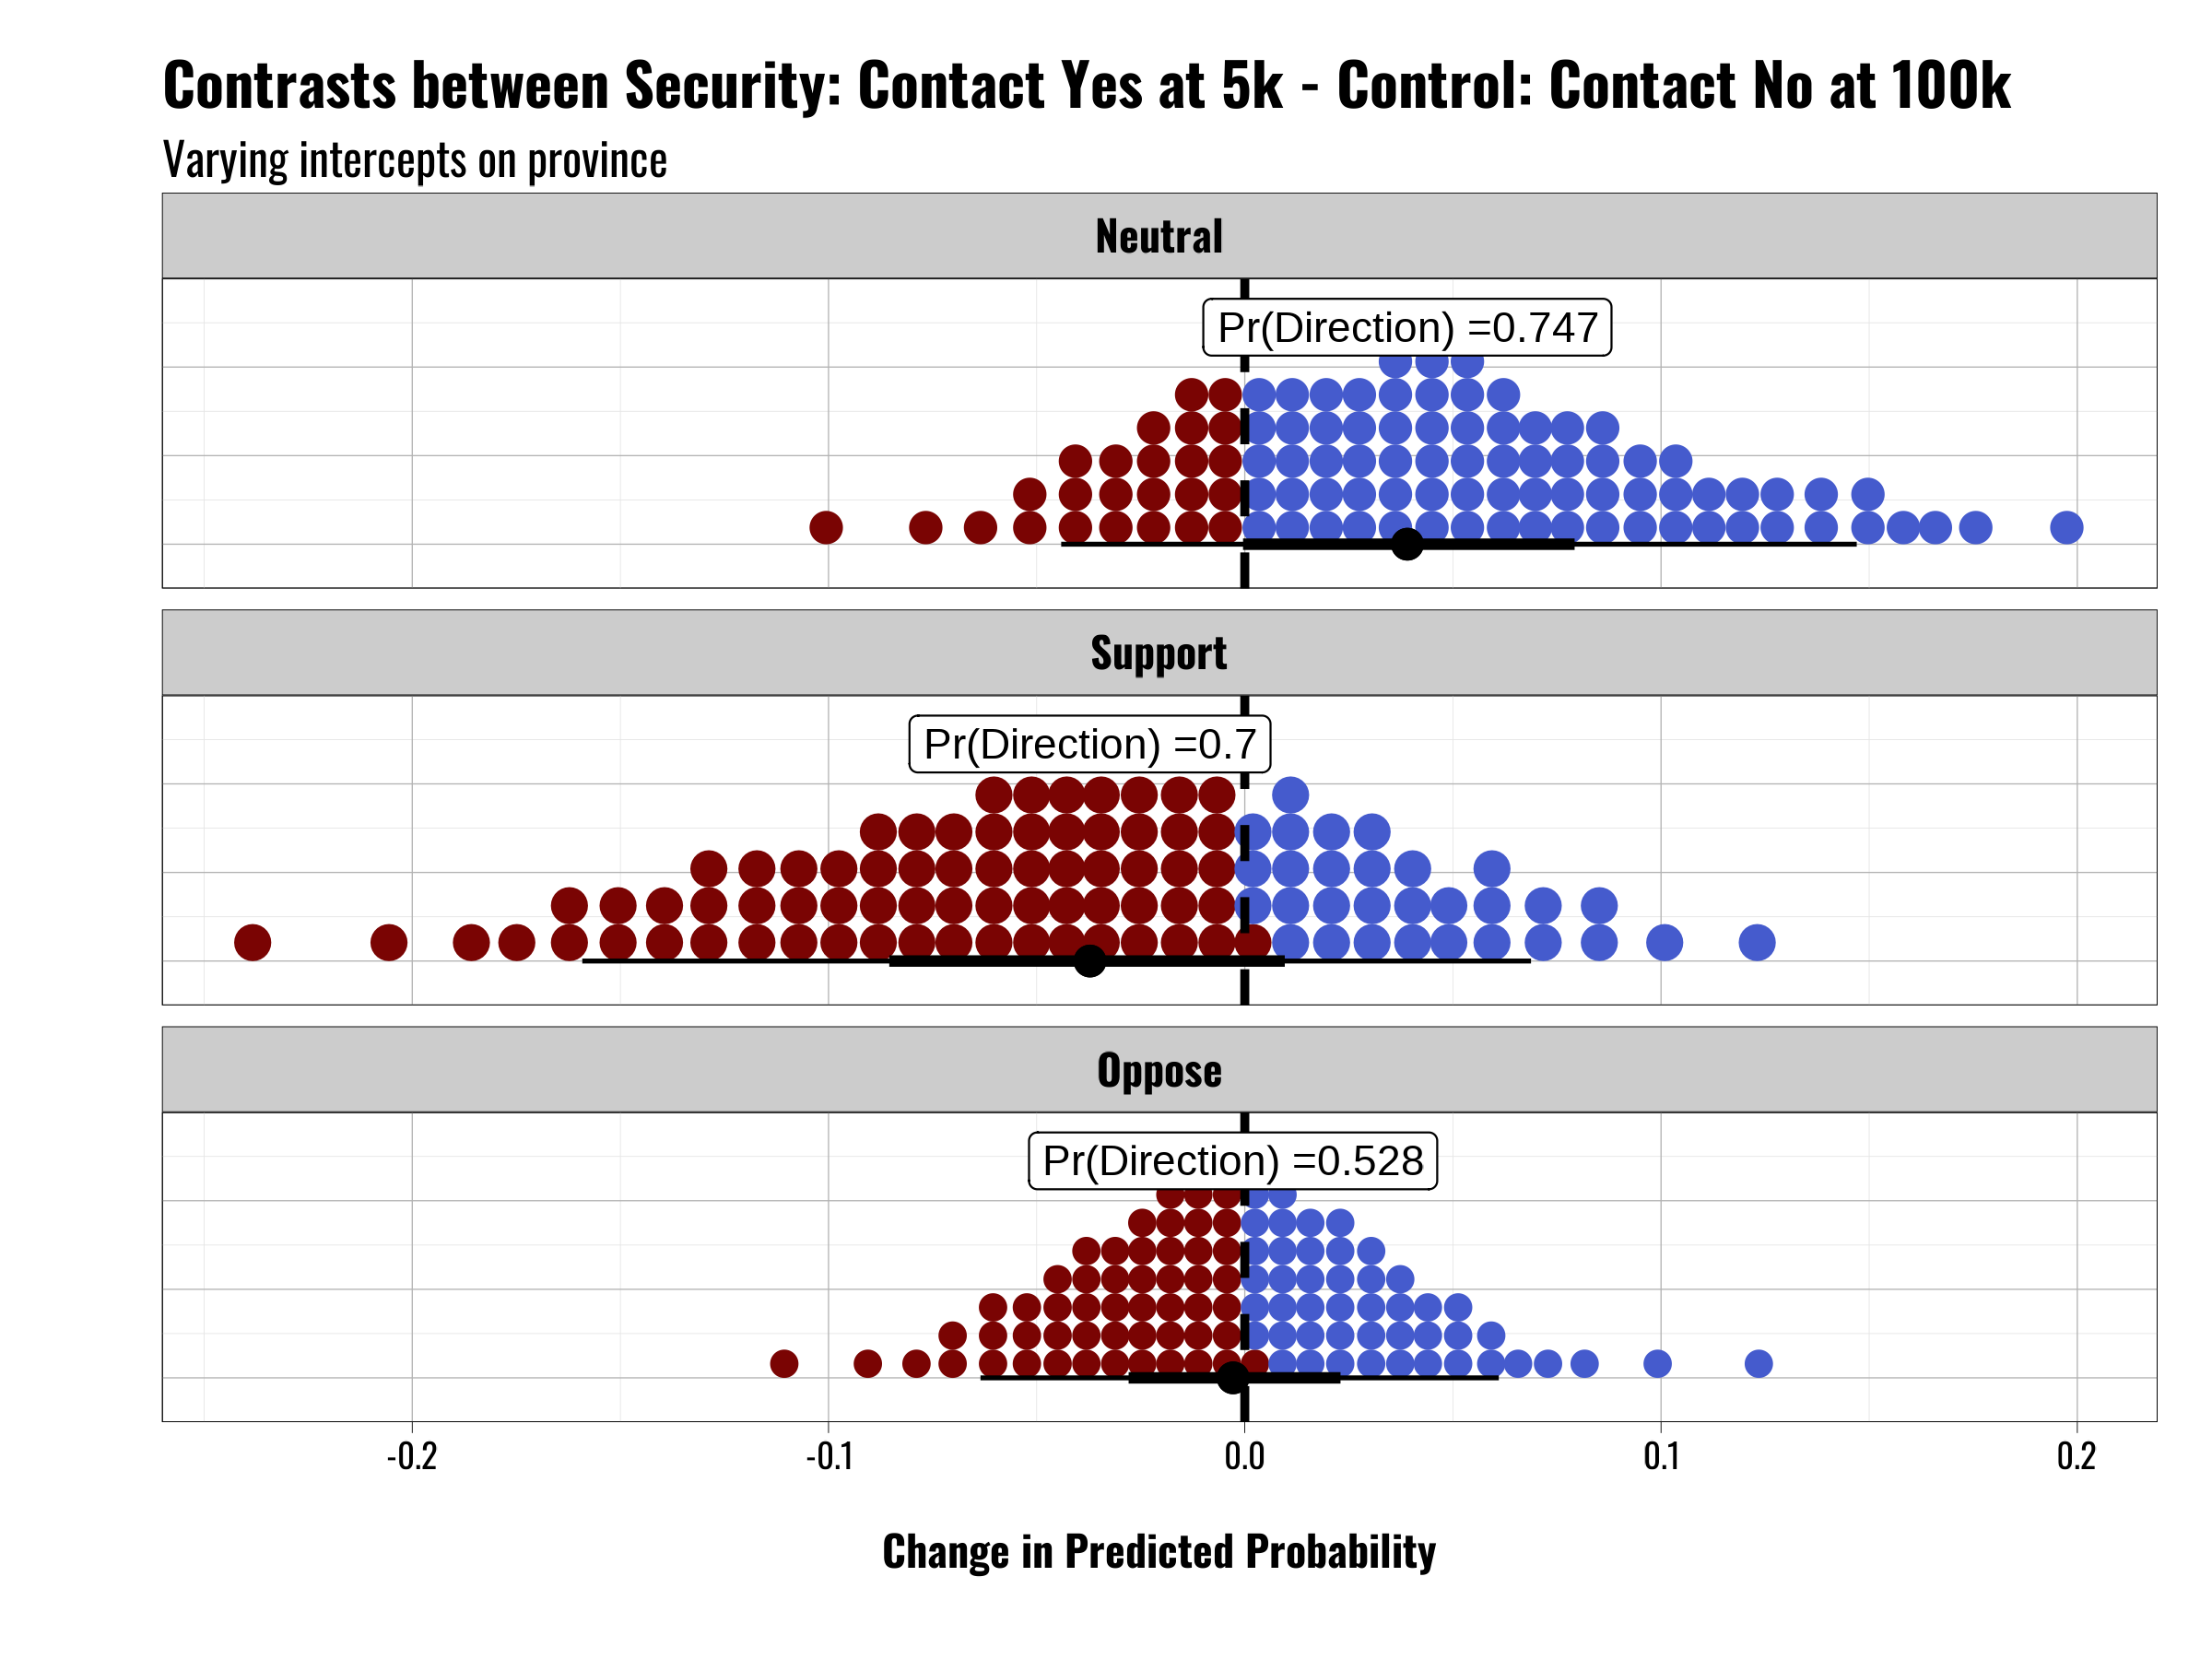 Contrasts between Security: Contact Yes at 5k - Control: Contact No at 100k
Varying intercepts on province
Neutral
Pr(Direction) =0.747
Support
Pr(Direction) =0.7
Oppose
Pr(Direction) =0.528
-0.2 -0.1 0.0 0.1 0.2
Change in Predicted Probability